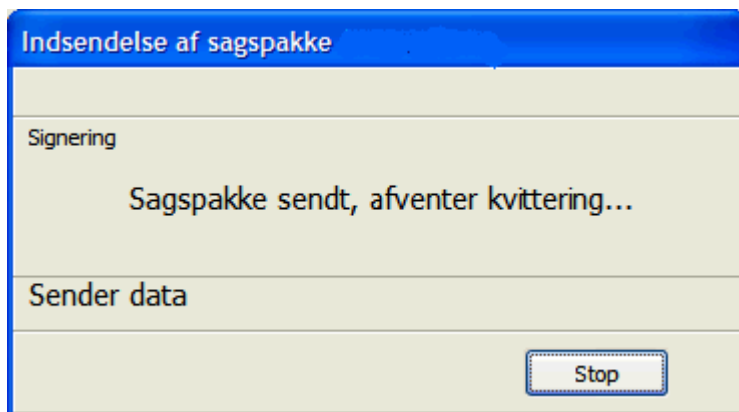 Indsendelse af sagspakke
Signering
Sagspakke sendt, afventer kvittering...
Sender data
Stop